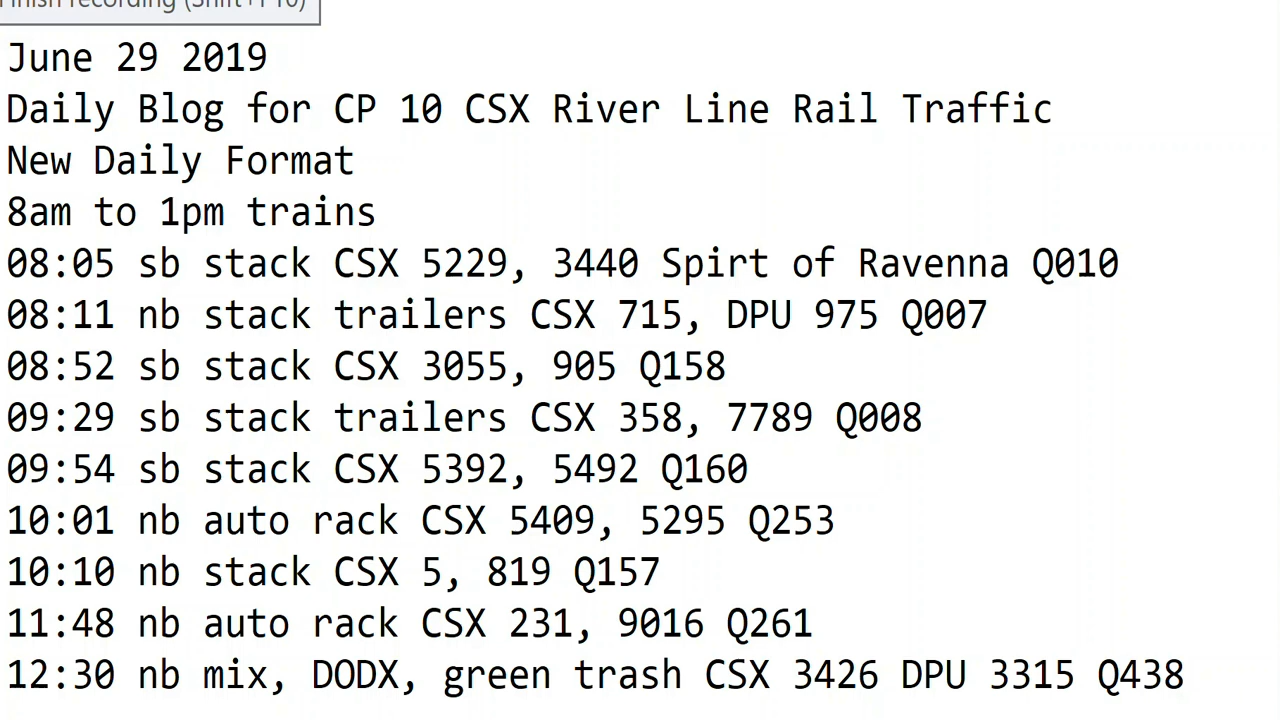 Finish recording (Shift+F10)
June 29 2019
Daily Blog for CP 10 CSX River Line Rail Traffic
New Daily Format
8am to 1pm trains
08:05 sb stack CSX 5229, 3440 Spirt of Ravenna Q010
08:11 nb stack trailers CSX 715, DPU 975 Q007
08:52 sb stack CSX 3055, 905 Q158
09:29 sb stack trailers CSX 358, 7789 Q008
09:54 sb stack CSX 5392, 5492 Q160
10:01 nb auto rack CSX 5409, 5295 Q253
10:10 nb stack CSX 5, 819 Q157
11:48 nb auto rack CSX 231, 9016 Q261
12:30 nb mix, DODX, green trash CSX 3426 DPU 3315 Q438